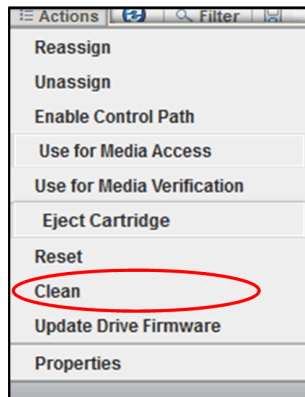 Actions Filter
Reassign
Unassign
Enable Control Path
Use for Media Access
Use for Media Verification
Eject Cartridge
Reset
Clean
Update Drive Firmware
Properties